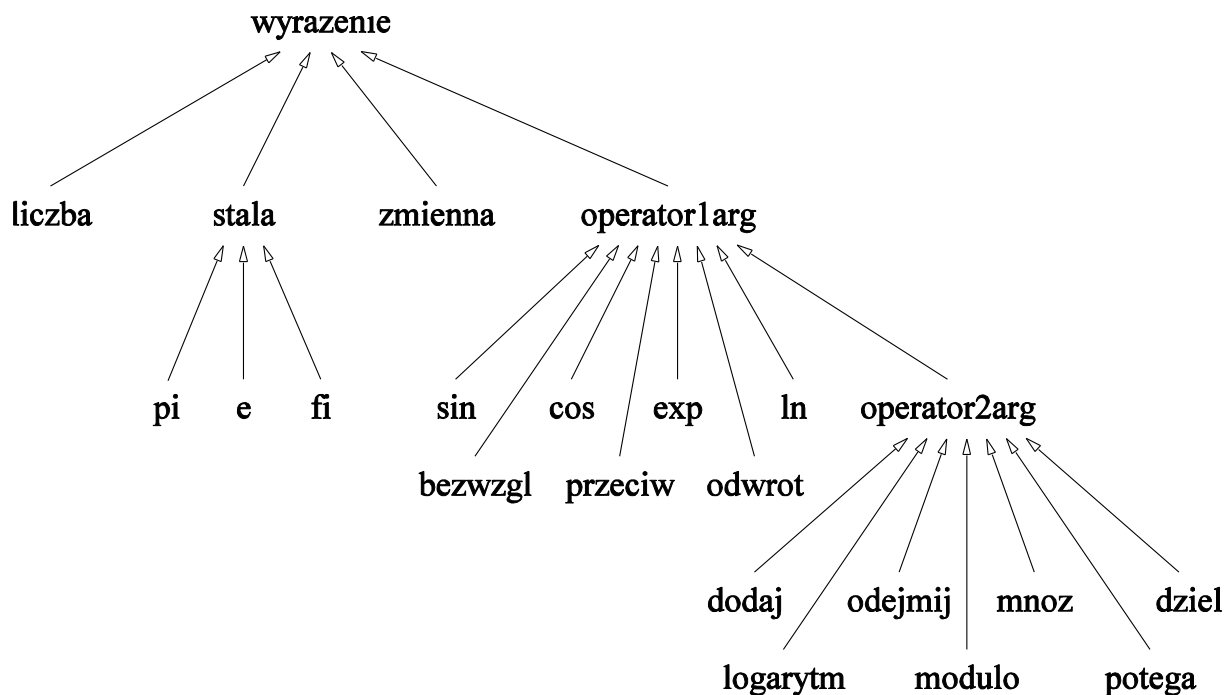 wyrazenie
liczba stala zmienna operator1arg
pi e fi sin cos exp ln operator2arg
bezwzgl przeciw odwrot
dodaj odejmij mnoz dziel
logarytm modulo potega